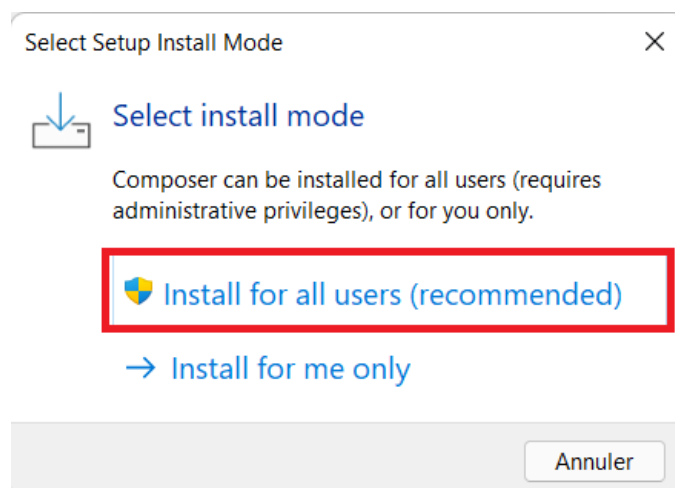 Select Setup Install Mode
Select install mode
Composer can be installed for all users (requires
administrative privileges), or for you only.
Install for all users (recommended)
Install for me only
Annuler